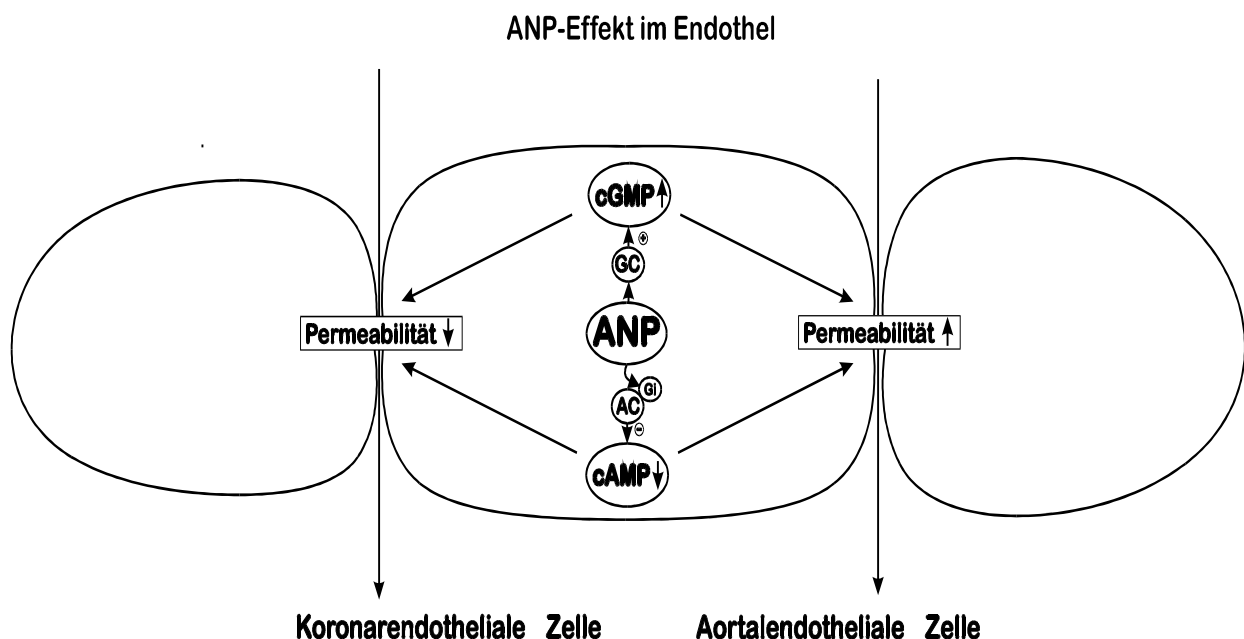 ANP-Effekt im Endothel
cGMP↑
⊕
GC
Permeabilität ↓
ANP
Permeabilität ↑
Gi
AC
⊖
cAMP↓
Koronarendotheliale Zelle
Aortalendotheliale Zelle